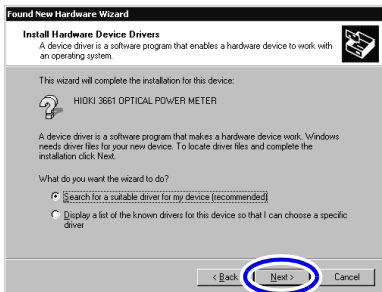 Found New Hardware Wizard
Install Hardware Device Drivers
A device driver is a software program that enables a hardware device to work with
an operating system.
This wizard will complete the installation for this device:
HIOKI 3661 OPTICAL POWER METER
A device driver is a software program that makes a hardware device work. Windows
needs driver files for your new device. To locate driver files and complete the
installation click Next.
What do you want the wizard to do?
Search for a suitable driver for my device (recommended)
Display a list of the known drivers for this device so that I can choose a specific
driver
< Back
Next >
Cancel